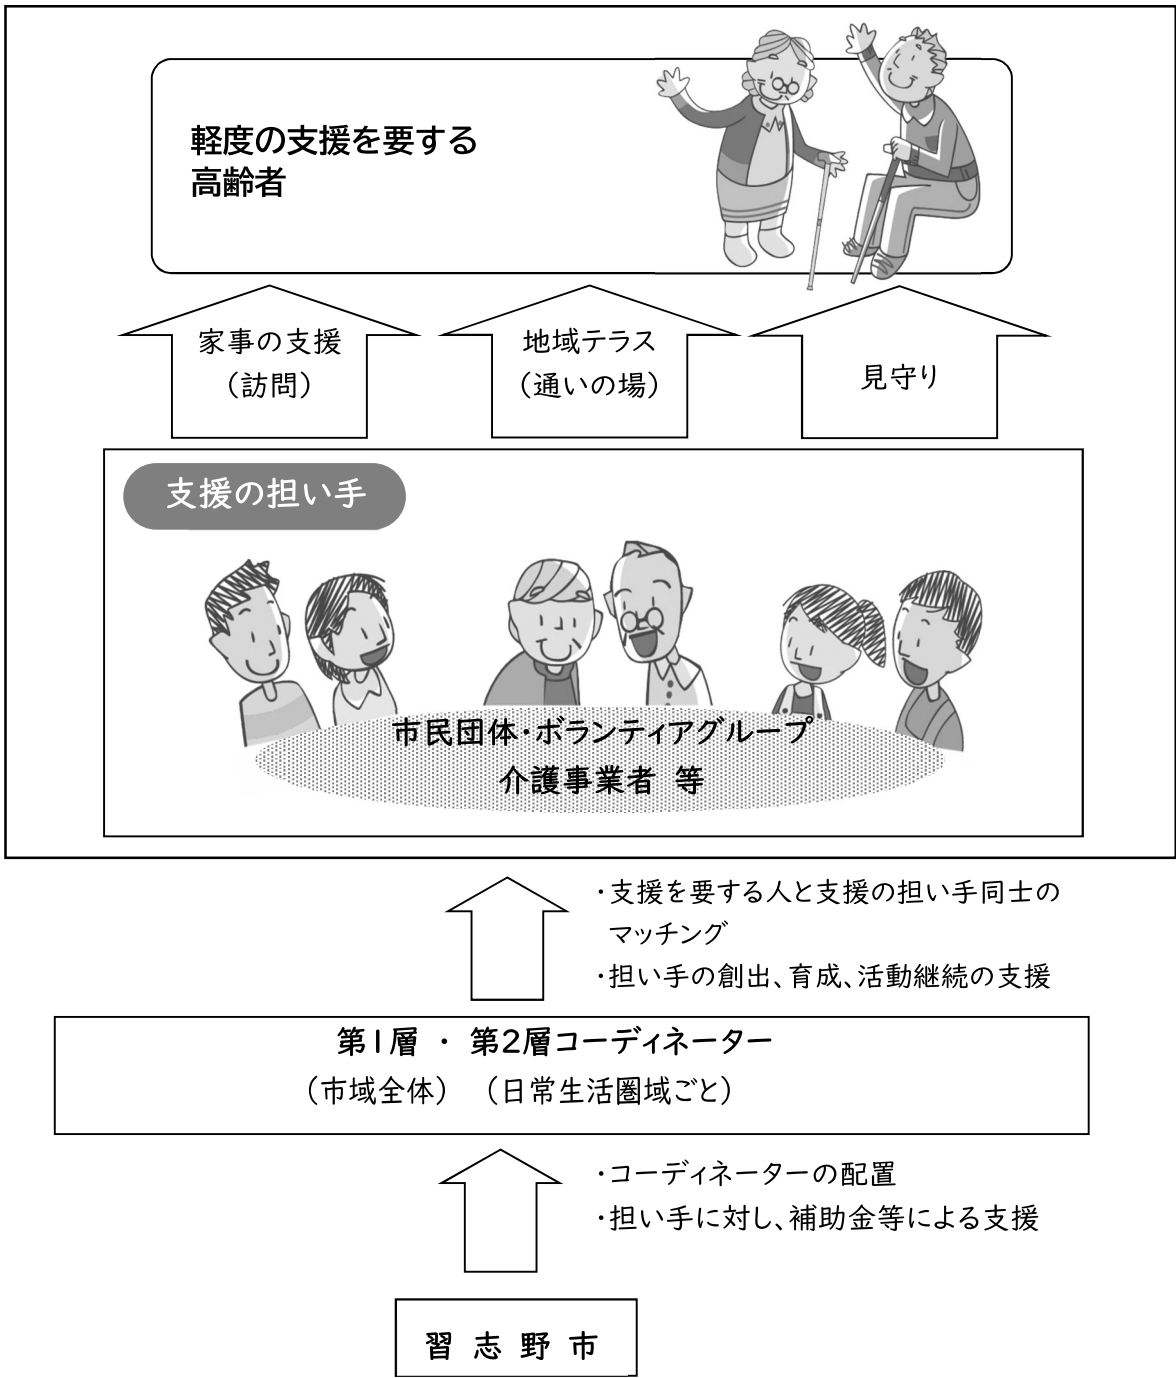 軽度の支援を要する
高齢者
家事の支援
（訪問）
地域テラス
（通いの場）
見守り
支援の担い手
市民団体・ボランティアグループ
介護事業者 等
・支援を要する人と支援の担い手同士の
マッチング
・担い手の創出、育成、活動継続の支援
第1層 ・ 第2層コーディネーター
（市域全体） （日常生活圏域ごと）
・コーディネーターの配置
・担い手に対し、補助金等による支援
習 志 野 市